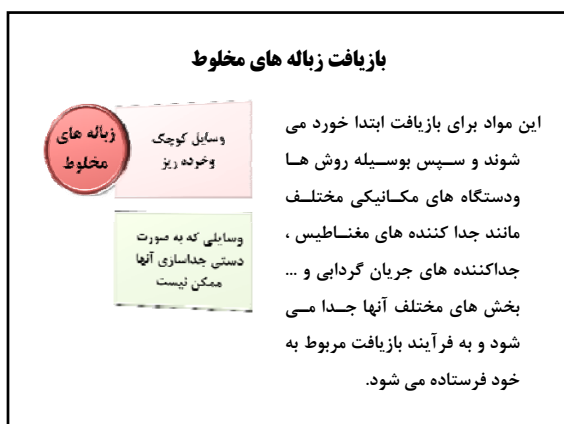 بازیافت زباله های مخلوط
این مواد برای بازیافت ابتدا خورد می
شوند و سپس بوسیله روش ها
ودستگاه های مکانیکی مختلف
مانند جدا کننده های مغناطیس ،
جداکننده های جریان گردابی و ...
بخش های مختلف آنها جدا می
شود و به فرآیند بازیافت مربوط به
خود فرستاده می شود.
زباله های
مخلوط
وسایل کوچک
وخرده ریز
وسایلی که به صورت
دستی جداسازی آنها
ممکن نیست